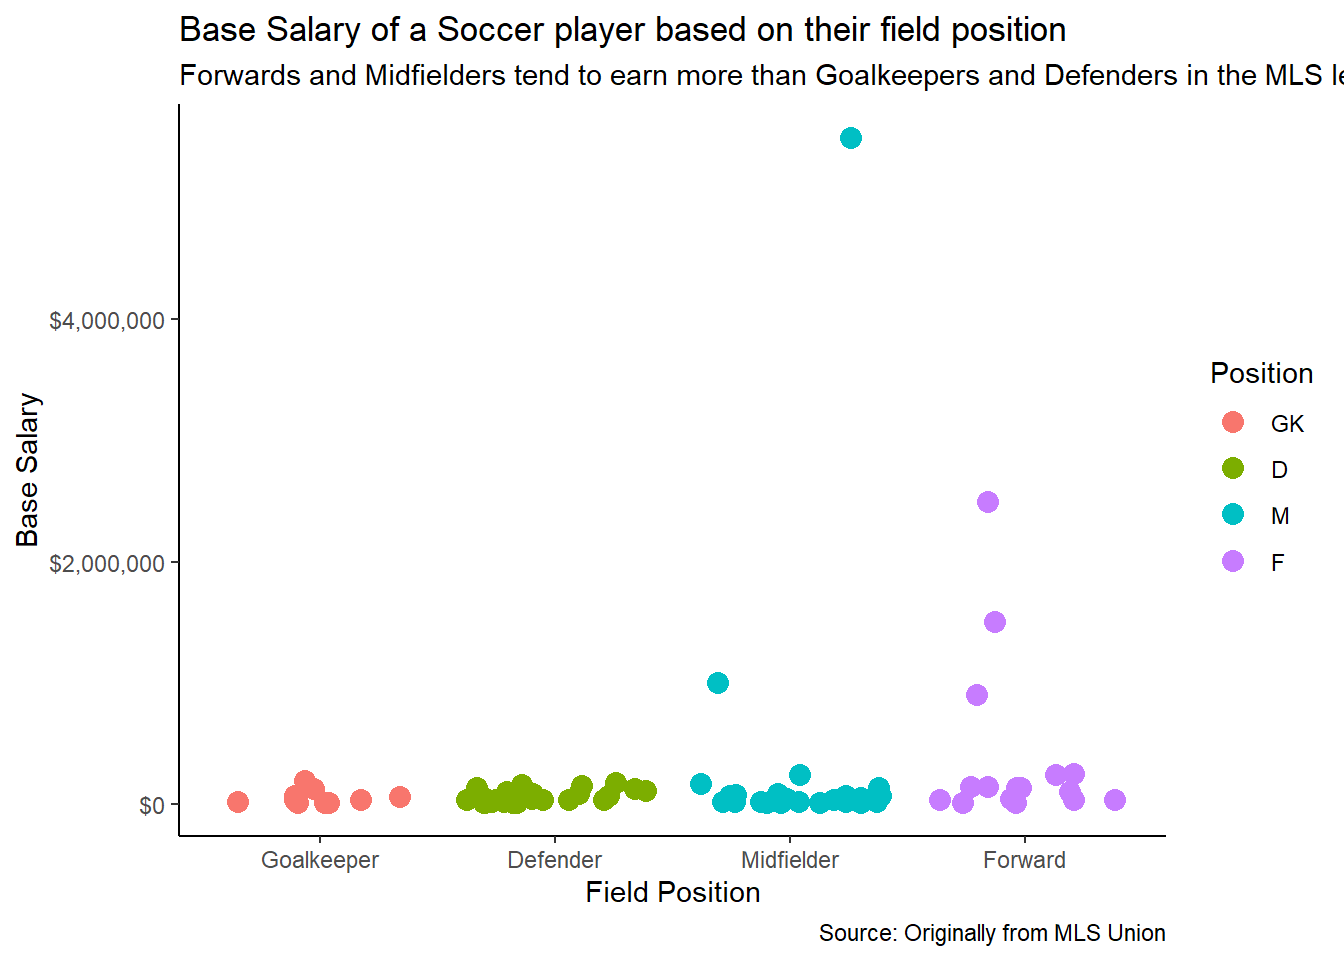 Base Salary of a Soccer player based on their field position
Forwards and Midfielders tend to earn more than Goalkeepers and Defenders in the MLS le
$4,000,000
$2,000,000
$0
Base Salary
Goalkeeper
Defender
Midfielder
Forward
Field Position
Position
GK
D
M
F
Source: Originally from MLS Union